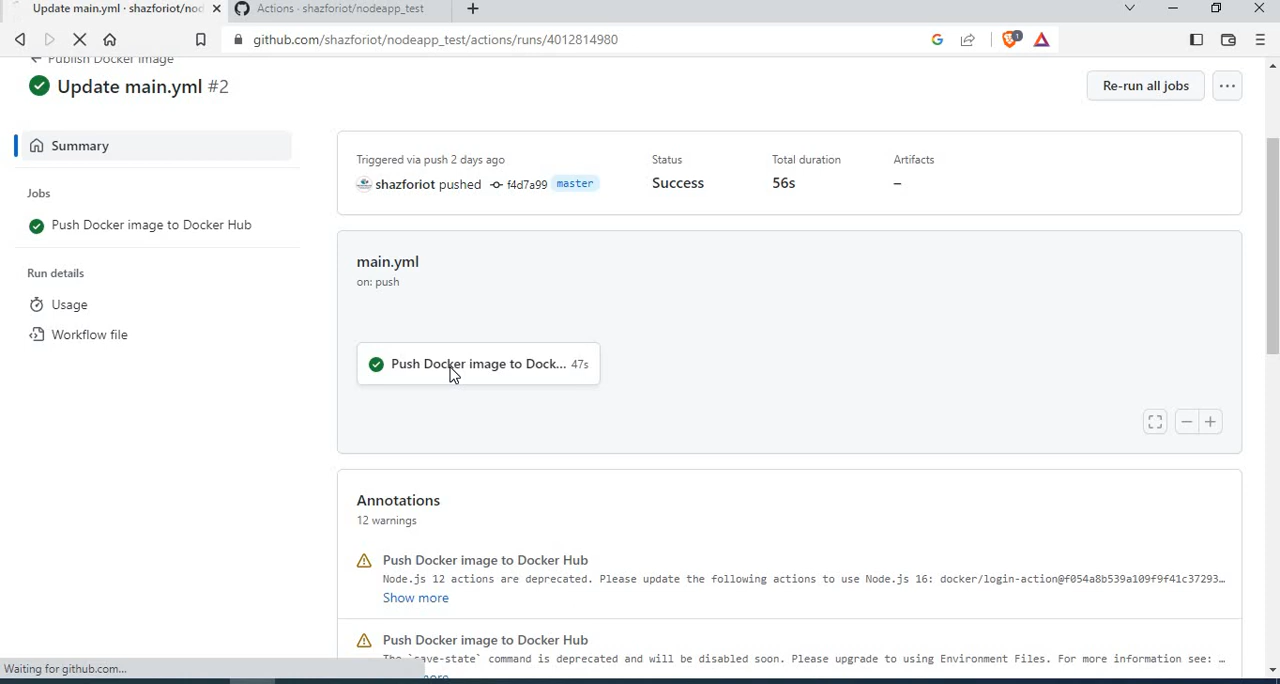 Update main.yml · shazforiot/nod
Actions · shazforiot/nodeapp_test
github.com/shazforiot/nodeapp_test/actions/runs/4012814980
1
Publish Docker image
Update main.yml #2
Re-run all jobs
Summary
Jobs
Push Docker image to Docker Hub
Run details
Usage
Workflow file
Triggered via push 2 days ago
shazforiot pushed f4d7a99 master
Status
Success
Total duration
56s
Artifacts
–
main.yml
on: push
Push Docker image to Dock... 47s
Annotations
12 warnings
Push Docker image to Docker Hub
Node.js 12 actions are deprecated. Please update the following actions to use Node.js 16: docker/login-action@f054a8b539a109f9f41c37293…
Show more
Push Docker image to Docker Hub
The `save-state` command is deprecated and will be disabled soon. Please upgrade to using Environment Files. For more information see: …
Waiting for github.com...